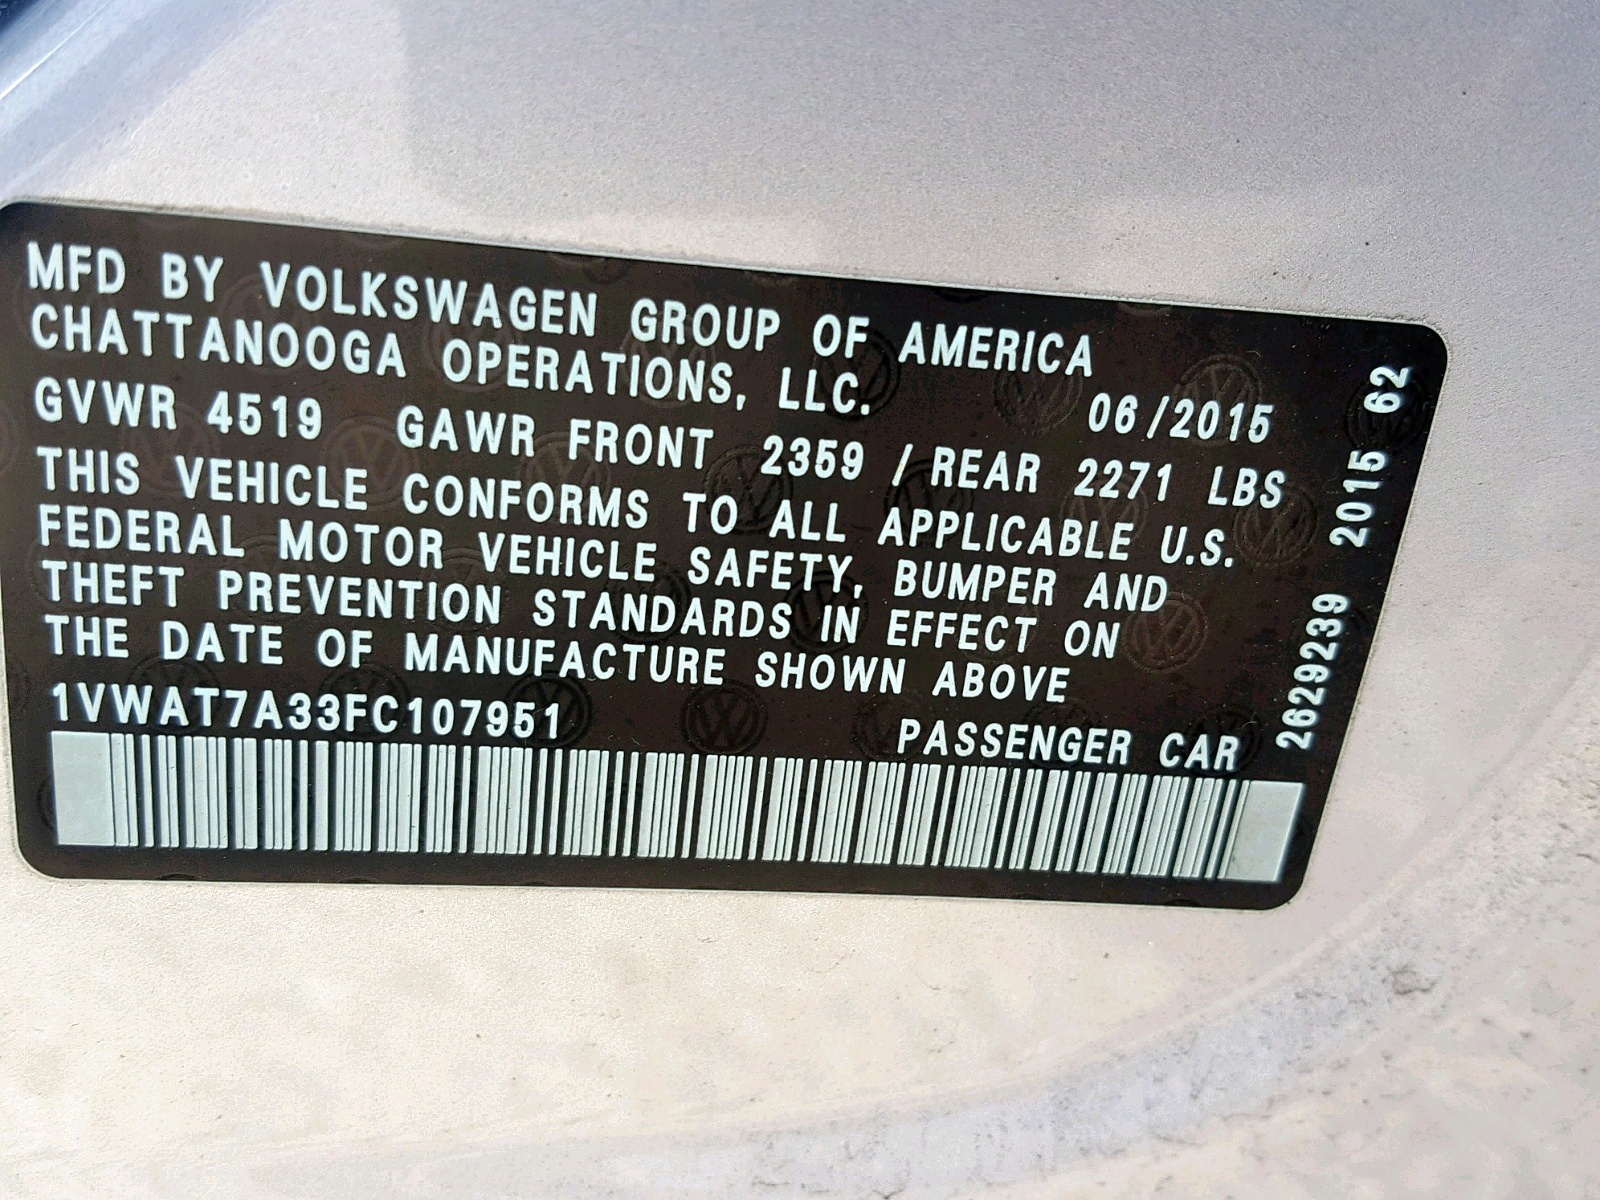 MFD BY VOLKSWAGEN GROUP OF AMERICA
CHATTANOOGA OPERATIONS, LLC.
06/2015
GVWR 4519 GAWR FRONT 2359 / REAR 2271 LBS
THIS VEHICLE CONFORMS TO ALL APPLICABLE U.S.
FEDERAL MOTOR VEHICLE SAFETY, BUMPER AND
THEFT PREVENTION STANDARDS IN EFFECT ON
THE DATE OF MANUFACTURE SHOWN ABOVE
1VWAT7A33FC107951
PASSENGER CAR
2629239 2015 62